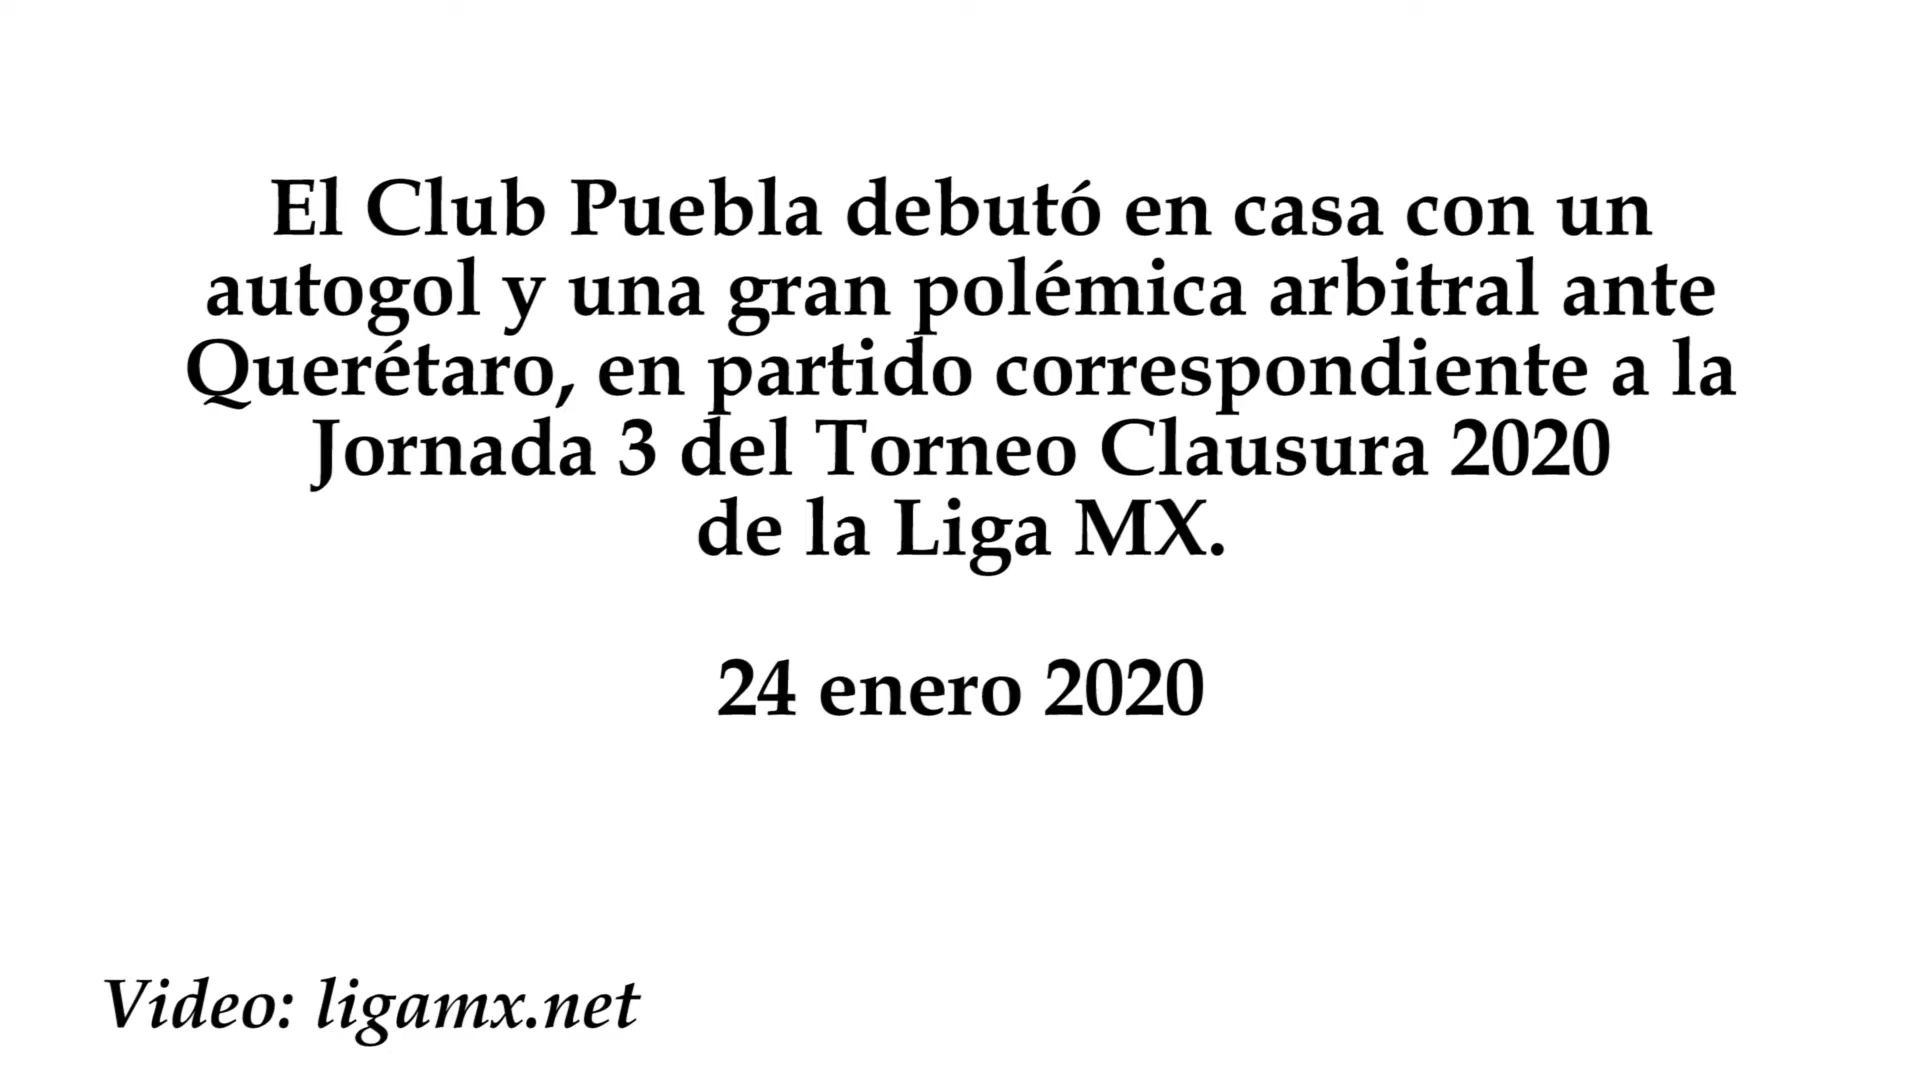 El Club Puebla debutó en casa con un
autogol y una gran polémica arbitral ante
Querétaro, en partido correspondiente a la
Jornada 3 del Torneo Clausura 2020
de la Liga MX.
24 enero 2020
Video: ligamx.net